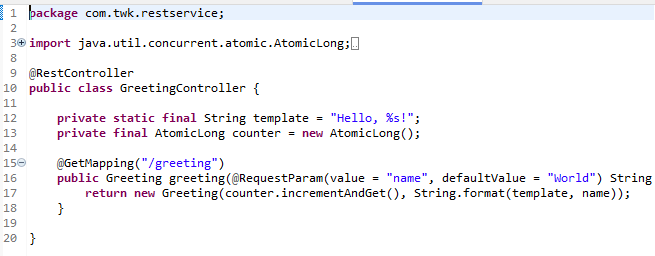 1 package com.twk.restservice;
2
3 import java.util.concurrent.atomic.AtomicLong;
8
9 @RestController
10 public class GreetingController {
11
12 private static final String template = "Hello, %s!";
13 private final AtomicLong counter = new AtomicLong();
14
15 @GetMapping("/greeting")
16 public Greeting greeting(@RequestParam(value = "name", defaultValue = "World") String
17 return new Greeting(counter.incrementAndGet(), String.format(template, name));
18 }
19
20 }